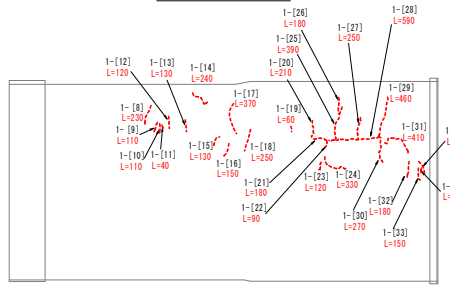 1-[28]
L=590
1-[26]
L=180
1-[27]
L=250
1-[25]
L=390
1-[12]
L=120
1-[13]
L=130
1-[14]
L=240
1-[20]
L=210
1-[29]
L=460
1-[17]
L=370
1-[8]
L=230
1-[19]
L=60
1-[9]
L=110
1-[31]
L=410
1-[10]
L=110
1-[11]
L=40
1-[15]
L=130
1-[18]
L=250
1-[16]
L=150
1-[23]
L=120
1-[24]
L=330
1-[21]
L=180
1-[22]
L=90
1-[32]
L=180
1-[30]
L=270
1-[33]
L=150